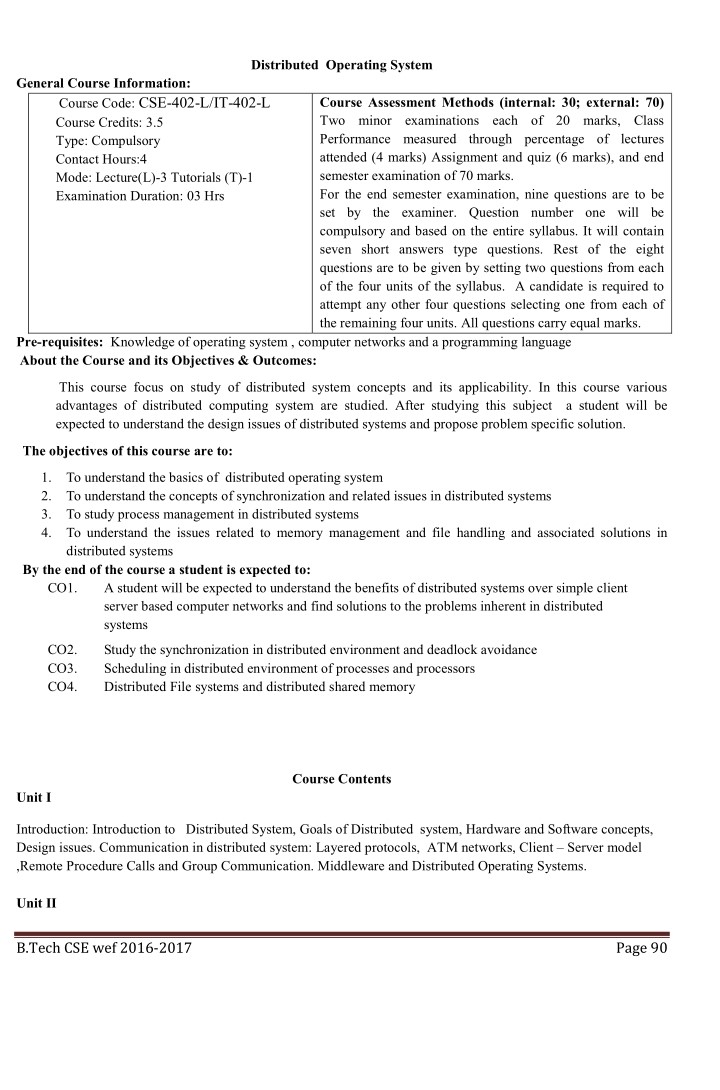 Distributed Operating System
General Course Information:
Course Code: CSE-402-L/IT-402-L
Course Credits: 3.5
Type: Compulsory
Contact Hours:4
Mode: Lecture(L)-3 Tutorials (T)-1
Examination Duration: 03 Hrs
Course Assessment Methods (internal: 30; external: 70)
Two minor examinations each of 20 marks, Class
Performance measured through percentage of lectures
attended (4 marks) Assignment and quiz (6 marks), and end
semester examination of 70 marks.
For the end semester examination, nine questions are to be
set by the examiner. Question number one will be
compulsory and based on the entire syllabus. It will contain
seven short answers type questions. Rest of the eight
questions are to be given by setting two questions from each
of the four units of the syllabus. A candidate is required to
attempt any other four questions selecting one from each of
the remaining four units. All questions carry equal marks.
Pre-requisites: Knowledge of operating system , computer networks and a programming language
About the Course and its Objectives & Outcomes:
This course focus on study of distributed system concepts and its applicability. In this course various
advantages of distributed computing system are studied. After studying this subject a student will be
expected to understand the design issues of distributed systems and propose problem specific solution.
The objectives of this course are to:
1. To understand the basics of distributed operating system
2. To understand the concepts of synchronization and related issues in distributed systems
3. To study process management in distributed systems
4. To understand the issues related to memory management and file handling and associated solutions in
distributed systems
By the end of the course a student is expected to:
CO1. A student will be expected to understand the benefits of distributed systems over simple client
server based computer networks and find solutions to the problems inherent in distributed
systems
CO2. Study the synchronization in distributed environment and deadlock avoidance
CO3. Scheduling in distributed environment of processes and processors
CO4. Distributed File systems and distributed shared memory
Course Contents
Unit I
Introduction: Introduction to Distributed System, Goals of Distributed system, Hardware and Software concepts,
Design issues. Communication in distributed system: Layered protocols, ATM networks, Client – Server model
,Remote Procedure Calls and Group Communication. Middleware and Distributed Operating Systems.
Unit II
B.Tech CSE wef 2016-2017 Page 90